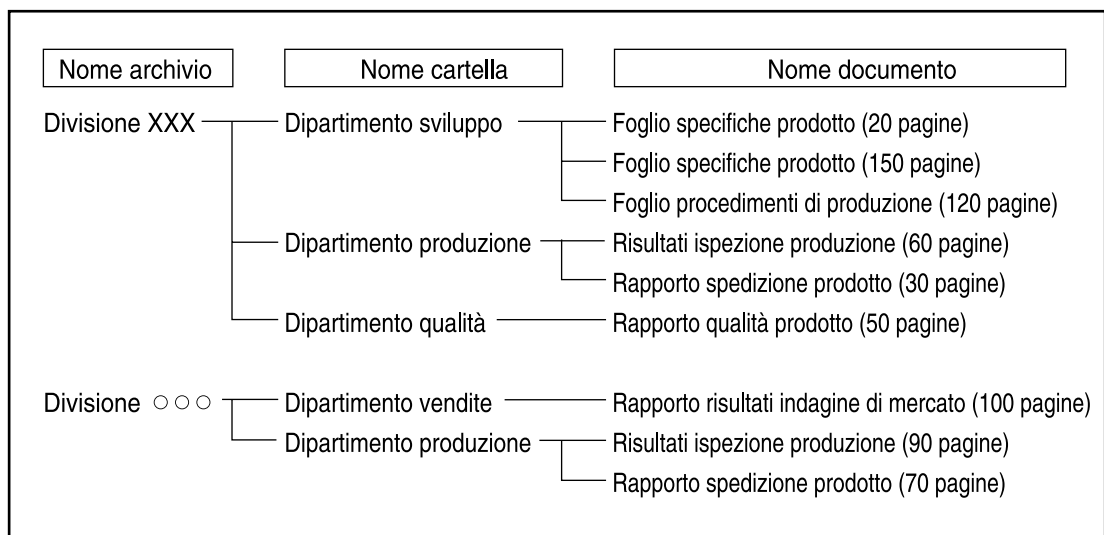 Nome archivio Nome cartella Nome documento
Divisione XXX Dipartimento sviluppo Foglio specifiche prodotto (20 pagine)
Foglio specifiche prodotto (150 pagine)
Foglio procedimenti di produzione (120 pagine)
Dipartimento produzione Risultati ispezione produzione (60 pagine)
Rapporto spedizione prodotto (30 pagine)
Dipartimento qualità Rapporto qualità prodotto (50 pagine)
Divisione ○○○ Dipartimento vendite Rapporto risultati indagine di mercato (100 pagine)
Dipartimento produzione Risultati ispezione produzione (90 pagine)
Rapporto spedizione prodotto (70 pagine)